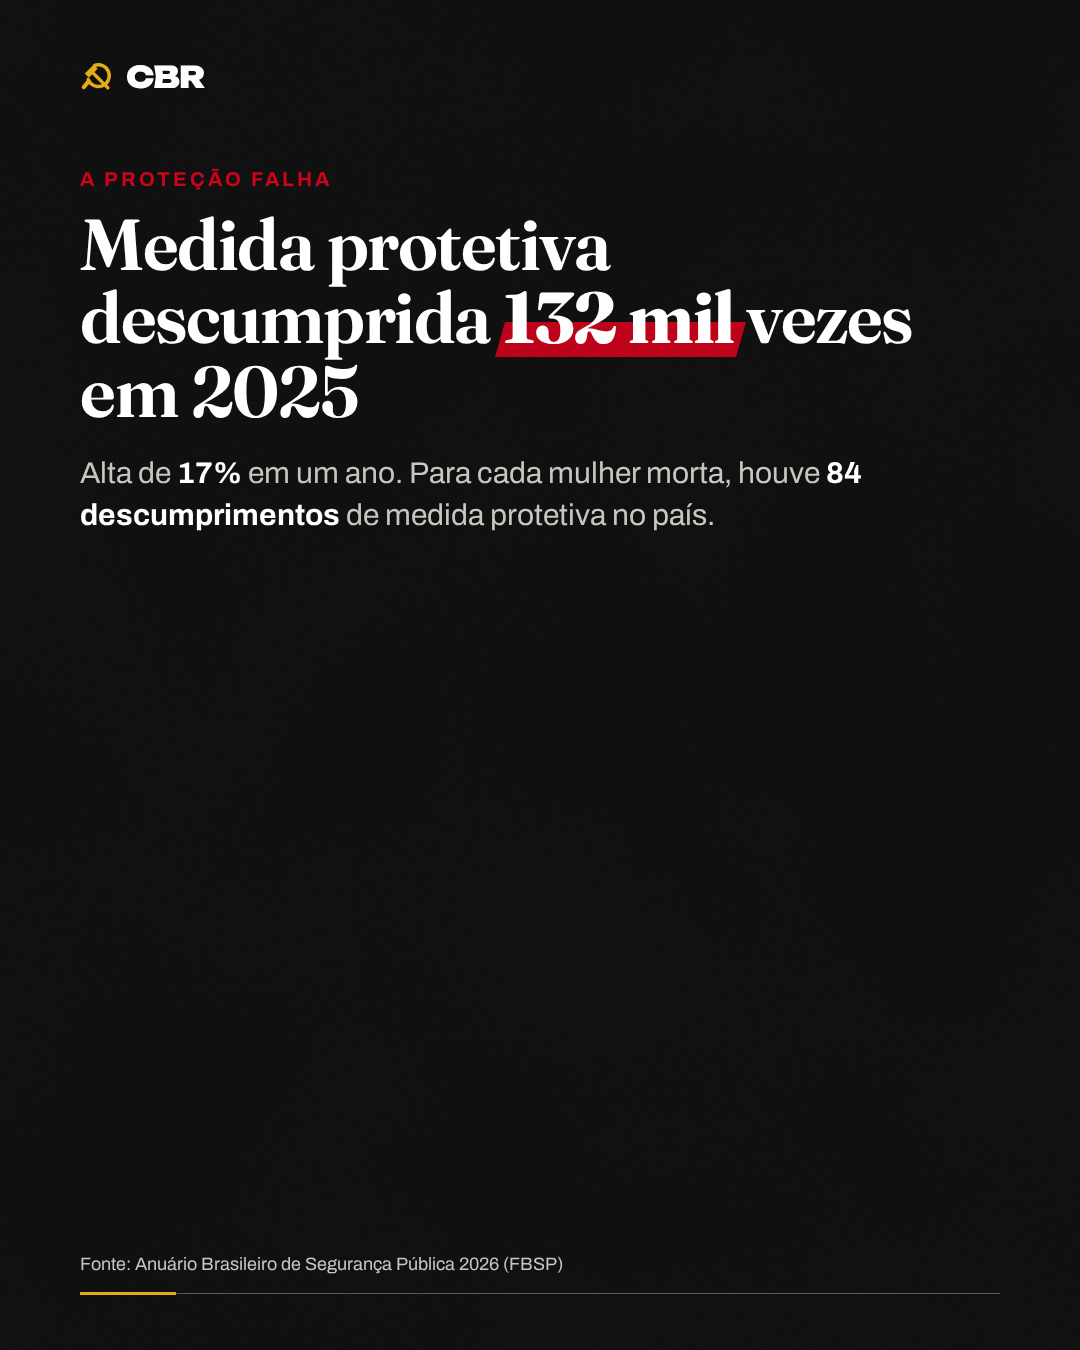 CBR
A PROTEÇÃO FALHA
Medida protetiva
descumprida 132 mil vezes
em 2025
Alta de 17% em um ano. Para cada mulher morta, houve 84
descumprimentos de medida protetiva no país.
Fonte: Anuário Brasileiro de Segurança Pública 2026 (FBSP)